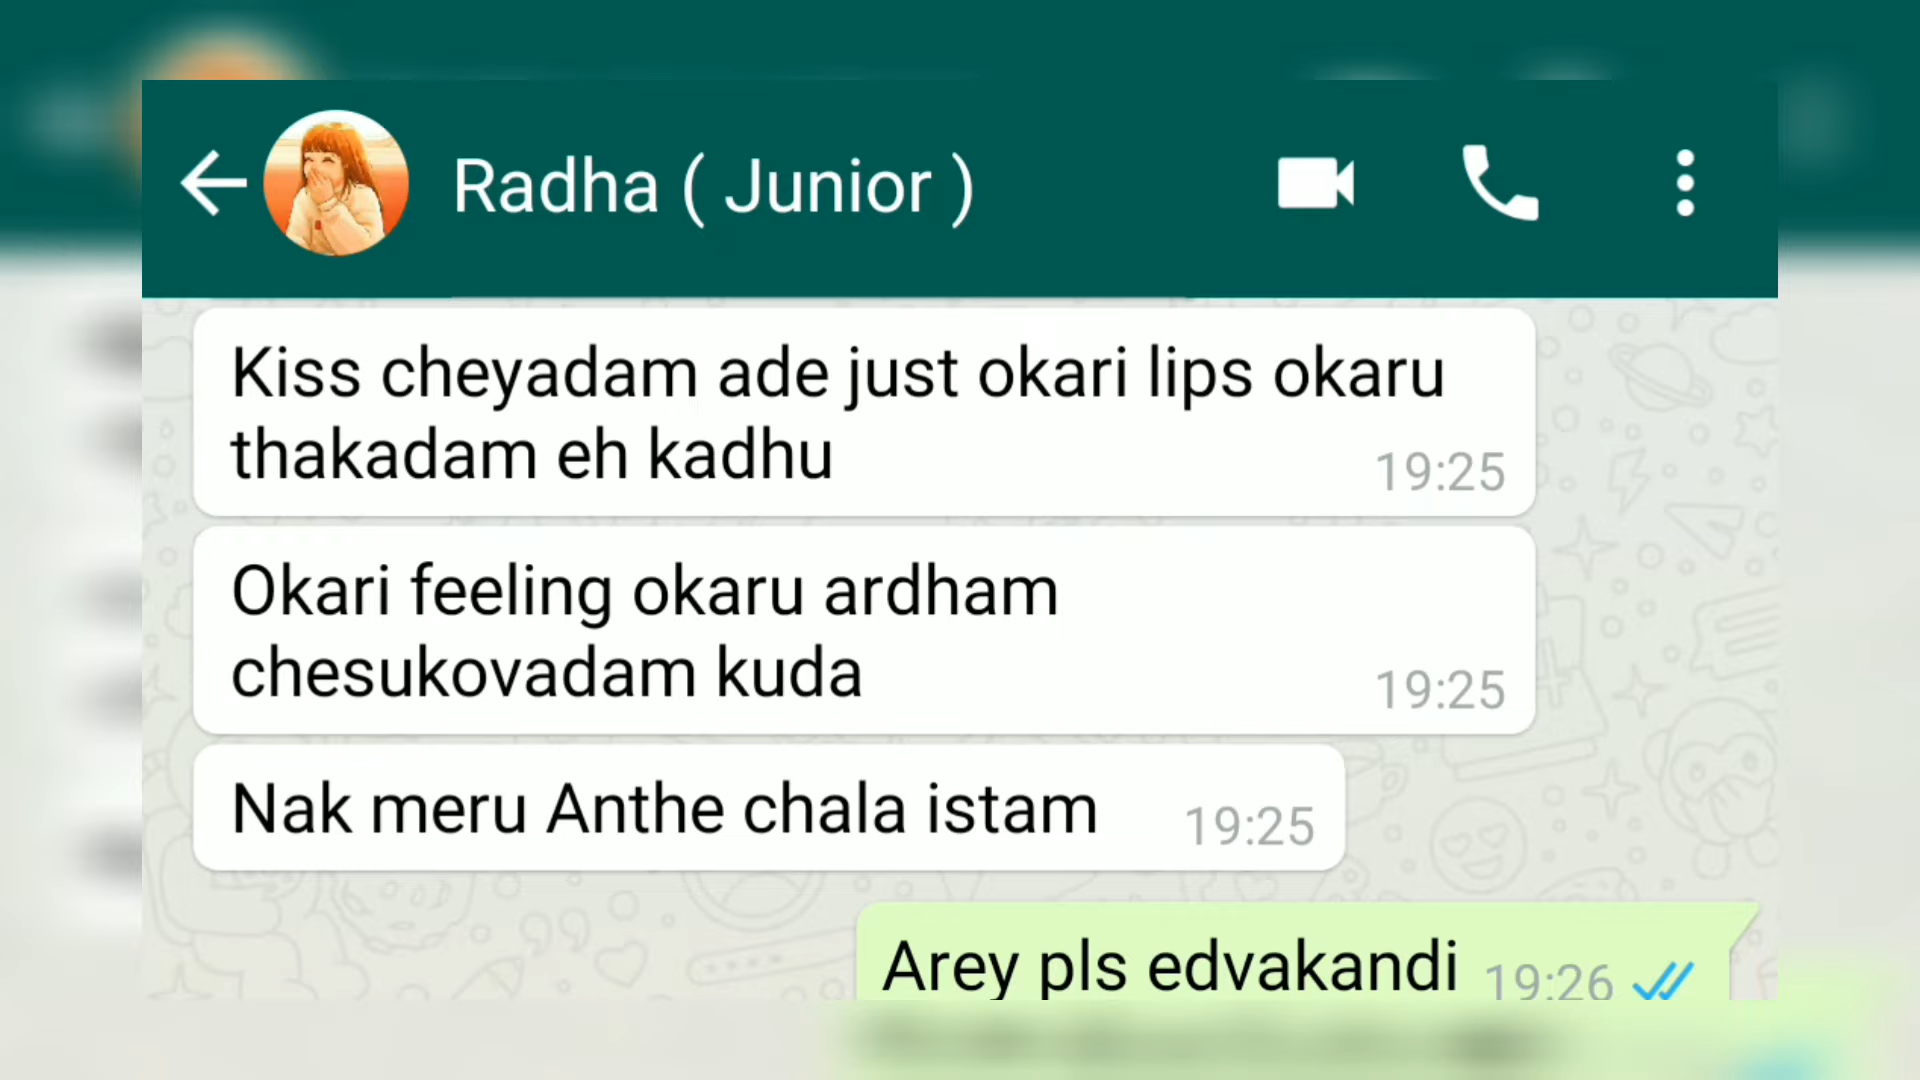 Radha ( Junior )
Kiss cheyadam ade just okari lips okaru
thakadam eh kadhu
19:25
Okari feeling okaru ardham
chesukovadam kuda
19:25
Nak meru Anthe chala istam 19:25
Arey pls edvakandi 19:26